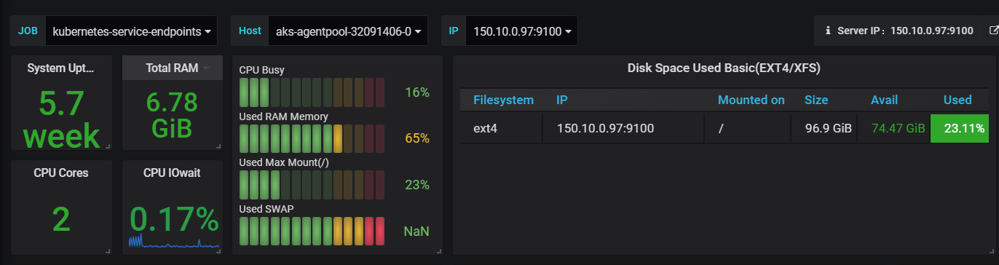 JOB kubernetes-service-endpoints Host aks-agentpool-32091406-0 IP 150.10.0.97:9100 Server IP：150.10.0.97:9100
System Upt...
5.7
week
Total RAM
6.78
GiB
CPU Cores
2
CPU IOwait
0.17%
CPU Busy
16%
Used RAM Memory
65%
Used Max Mount(/)
23%
Used SWAP
NaN
Disk Space Used Basic(EXT4/XFS)
Filesystem IP Mounted on Size Avail Used
ext4 150.10.0.97:9100 / 96.9 GiB 74.47 GiB 23.11%